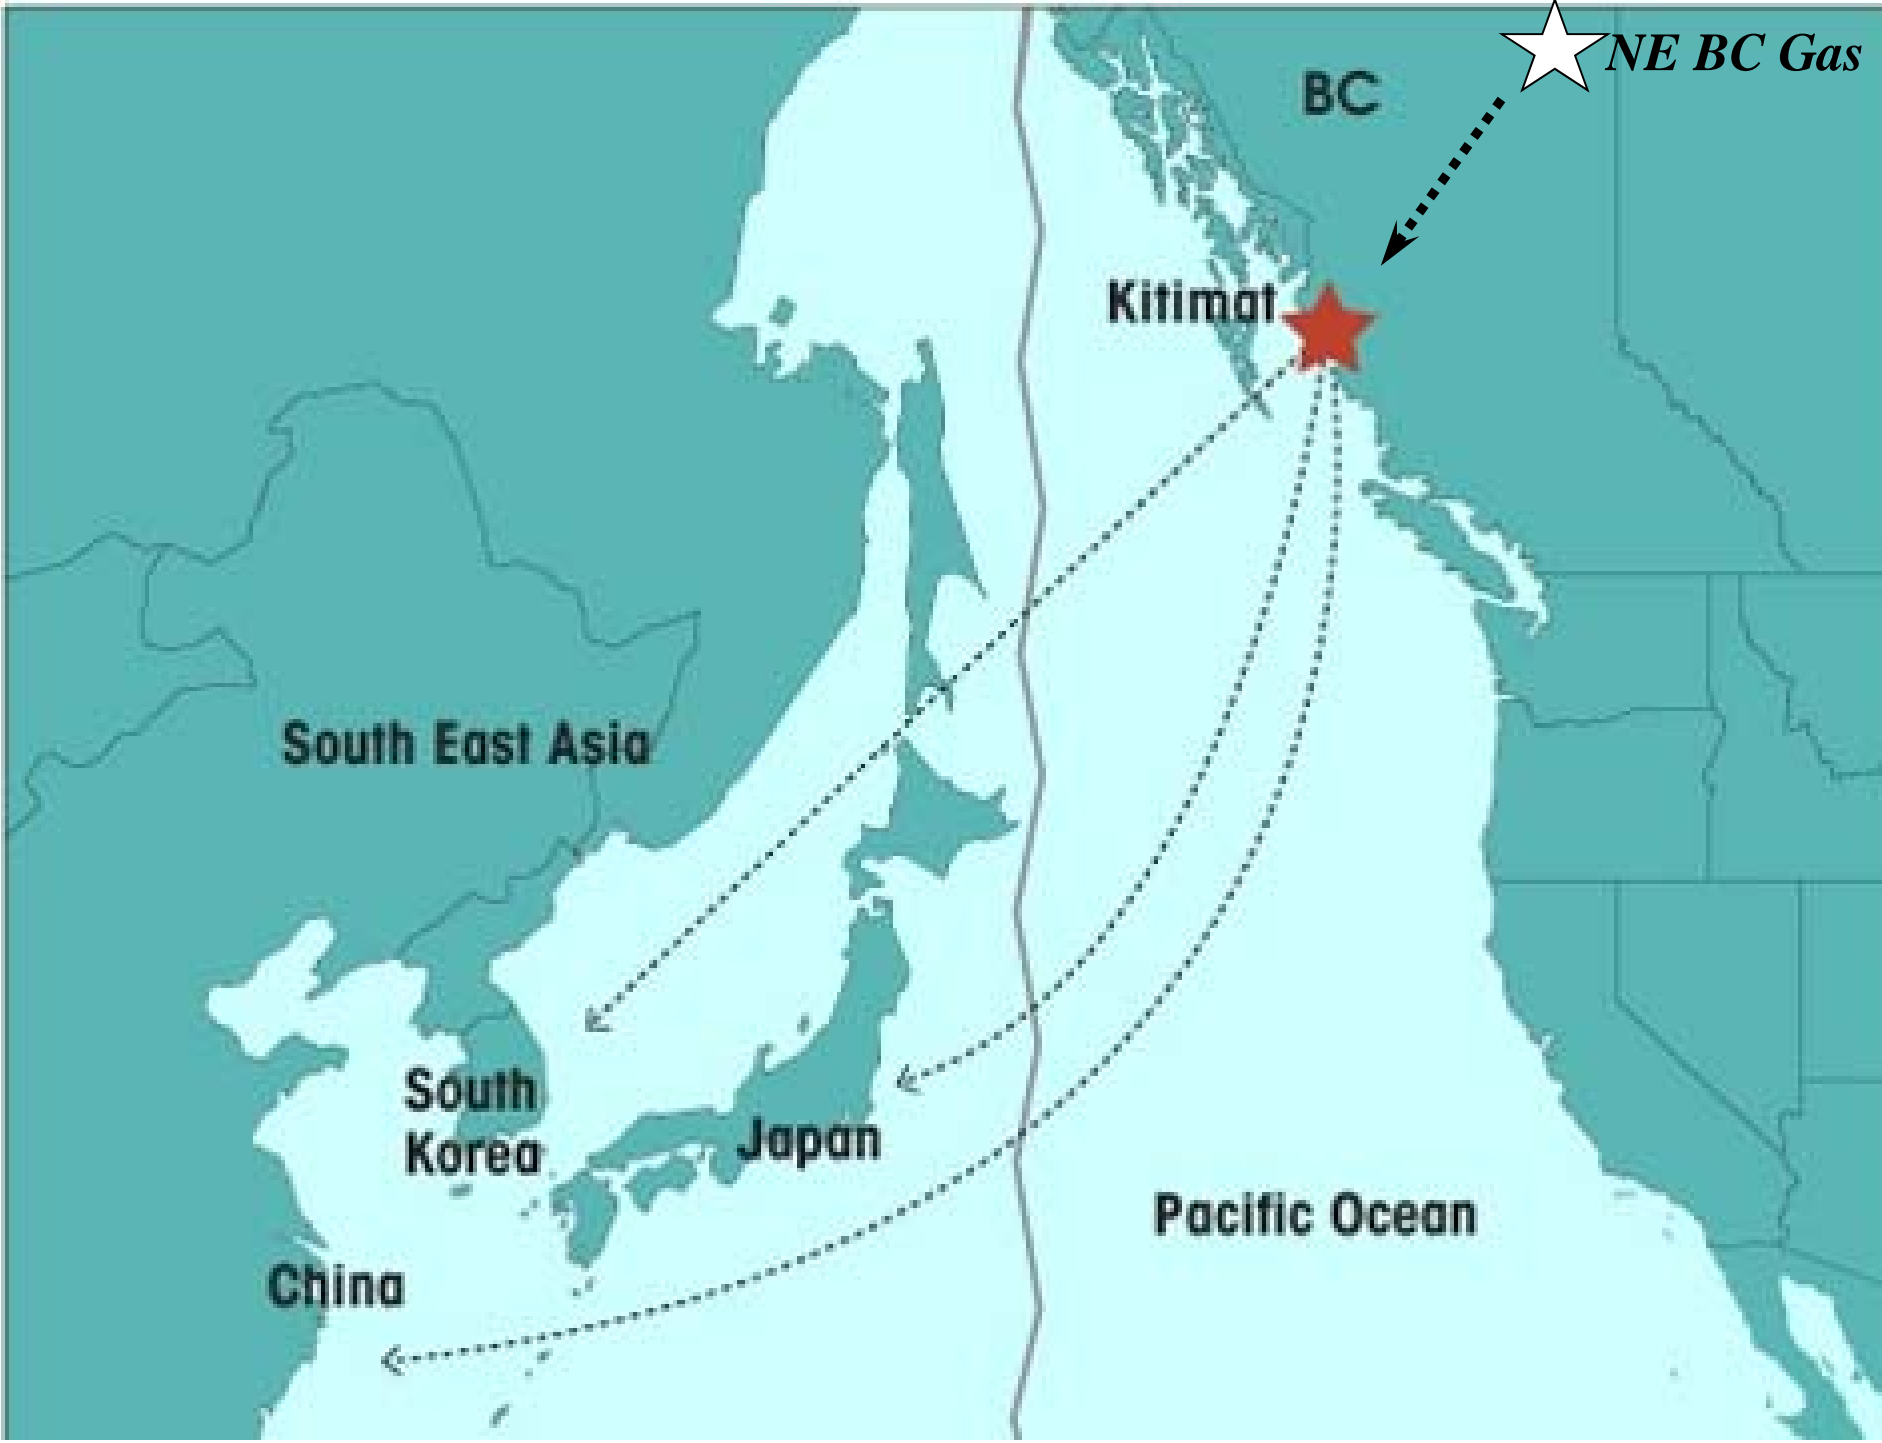 NE BC Gas
BC
Kitimat
South East Asia
South
Korea
Japan
Pacific Ocean
China